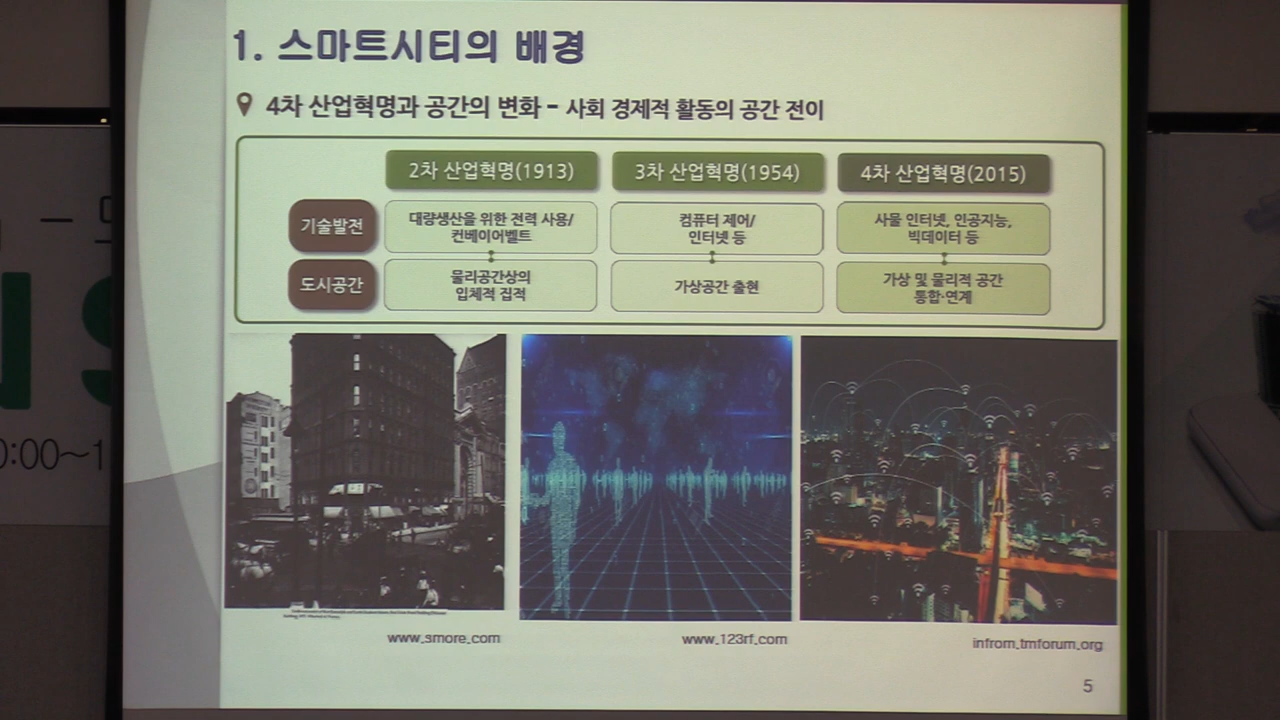 1. 스마트시티의 배경
4차 산업혁명과 공간의 변화 - 사회 경제적 활동의 공간 전이
2차 산업혁명(1913)
3차 산업혁명(1954)
4차 산업혁명(2015)
기술발전
대량생산을 위한 전력 사용/
컨베이어벨트
컴퓨터 제어/
인터넷 등
사물 인터넷, 인공지능,
빅데이터 등
도시공간
물리공간상의
입체적 집적
가상공간 출현
가상 및 물리적 공간
통합·연계
www.smore.com
www.123rf.com
infrom.tmforum.org
5
0:00~1